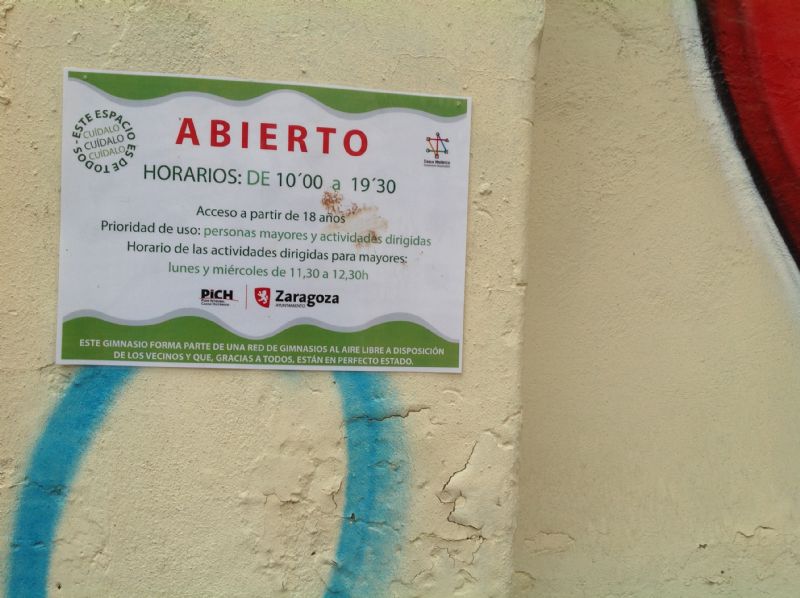 - ESTE ESPACIO ES DE TODOS
CUÍDALO
CUÍDALO
CUÍDALO
ABIERTO
HORARIOS: DE 10´00 a 19´30
Acceso a partir de 18 años
Prioridad de uso: personas mayores y actividades dirigidas
Horario de las actividades dirigidas para mayores:
lunes y miércoles de 11,30 a 12,30h
PiCH
Zaragoza
AYUNTAMIENTO
ESTE GIMNASIO FORMA PARTE DE UNA RED DE GIMNASIOS AL AIRE LIBRE A DISPOSICIÓN
DE LOS VECINOS Y QUE, GRACIAS A TODOS, ESTÁN EN PERFECTO ESTADO.